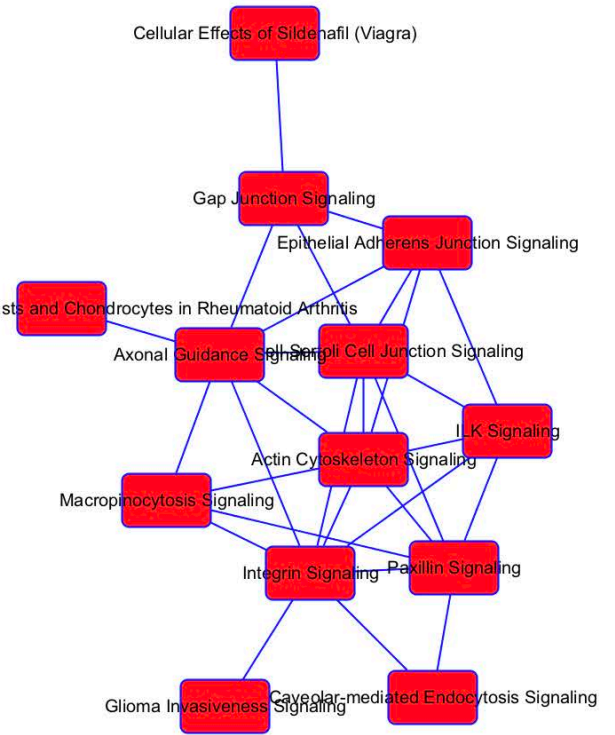 Cellular Effects of Sildenafil (Viagra)
Gap Junction Signaling
Epithelial Adherens Junction Signaling
and Chondrocytes in Rheumatoid Arthritis
Axonal Guidance Signaling
Sertoli Cell Junction Signaling
ILK Signaling
Actin Cytoskeleton Signaling
Macropinocytosis Signaling
Integrin Signaling
Paxillin Signaling
Caveolar-mediated Endocytosis Signaling
Glioma Invasiveness Signaling